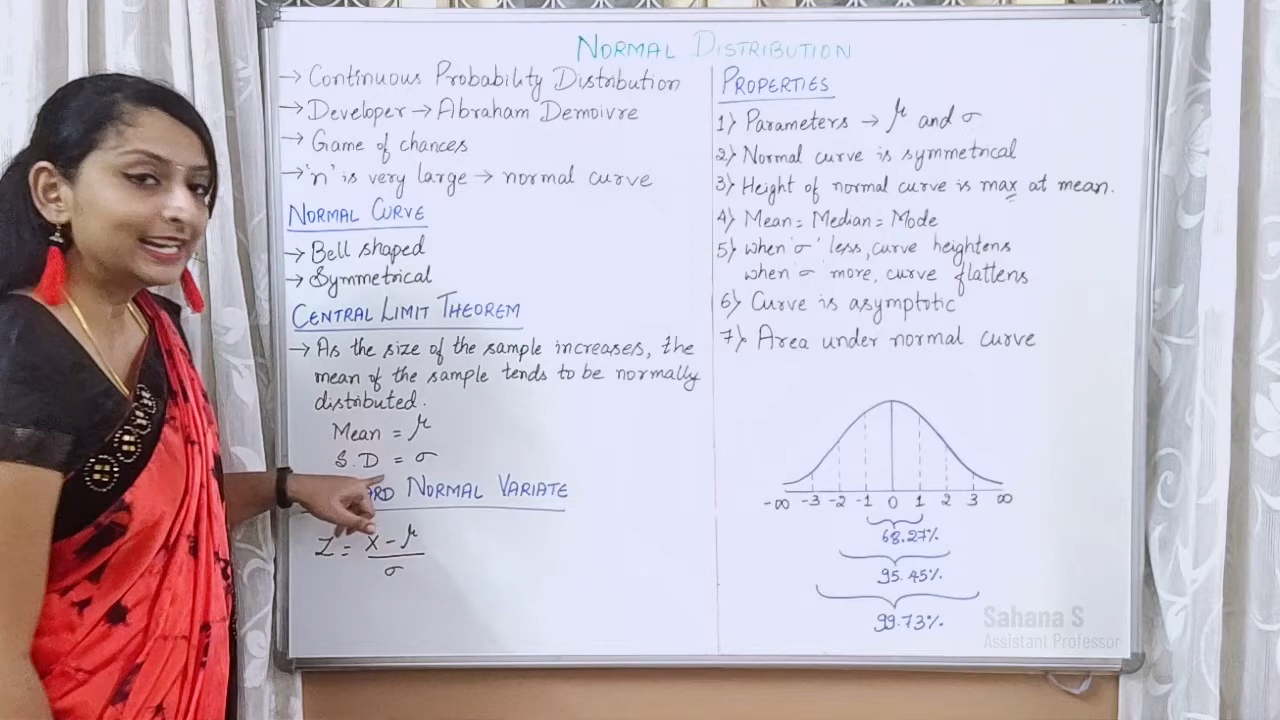 NORMAL DISTRIBUTION
→ Continuous Probability Distribution
→ Developer → Abraham Demoivre
→ Game of chances
→ 'n' is very large → normal curve
NORMAL CURVE
→ Bell shaped
→ Symmetrical
CENTRAL LIMIT THEOREM
→ As the size of the sample increases, the
mean of the sample tends to be normally
distributed.
Mean = μ
S.D = σ
NORMAL VARIATE
Z = X - μ
σ
PROPERTIES
1) Parameters → μ and σ
2) Normal curve is symmetrical
3) Height of normal curve is max at mean.
4) Mean = Median = Mode
5) when 'σ' less, curve heightens
when 'σ' more, curve flattens
6) Curve is asymptotic
7) Area under normal curve
-∞ -3 -2 -1 0 1 2 3 ∞
68.27%
95.45%
99.73%
Sahana S
Assistant Professor